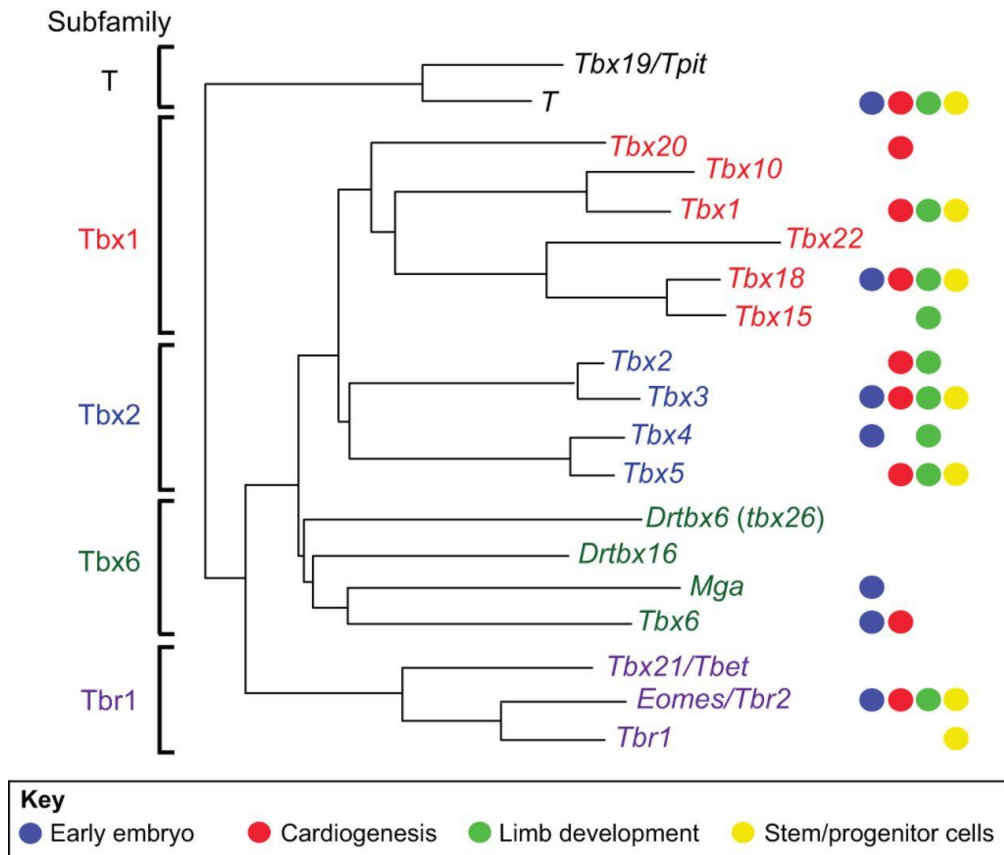 Subfamily
T
Tbx19/Tpit
T
Tbx1
Tbx20
Tbx10
Tbx1
Tbx22
Tbx18
Tbx15
Tbx2
Tbx2
Tbx3
Tbx4
Tbx5
Tbx6
Drtbx6 (tbx26)
Drtbx16
Mga
Tbx6
Tbr1
Tbx21/Tbet
Eomes/Tbr2
Tbr1
Key
Early embryo Cardiogenesis Limb development Stem/progenitor cells